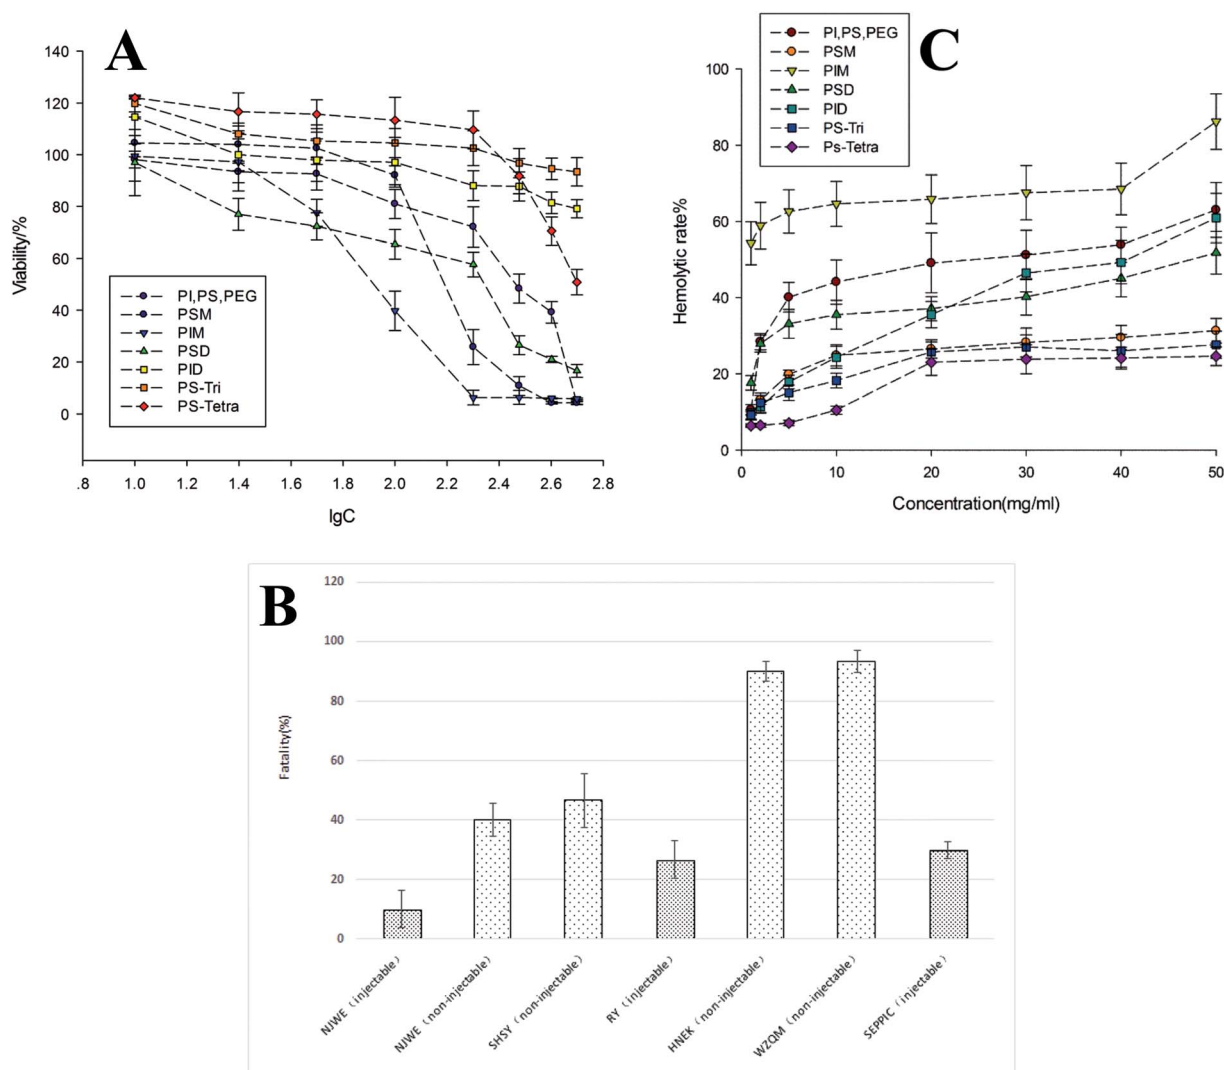 A
140
120
100
80
60
40
20
0
Viability/%
PI,PS,PEG
PSM
PIM
PSD
PID
PS-Tri
PS-Tetra
.8 1.0 1.2 1.4 1.6 1.8 2.0 2.2 2.4 2.6 2.8
lgC
C
PI,PS,PEG
PSM
PIM
PSD
PID
PS-Tri
Ps-Tetra
100
80
60
40
20
0
Hemolytic rate%
0 10 20 30 40 50
Concentration(mg/ml)
B
120
100
80
60
40
20
0
Fatality(%)
NJWE（injectable）
NJWE（non-injectable）
SHSY（non-injectable）
RY（injectable）
HNEK（non-injectable）
WZQM（non-injectable）
SEPPIC（injectable）